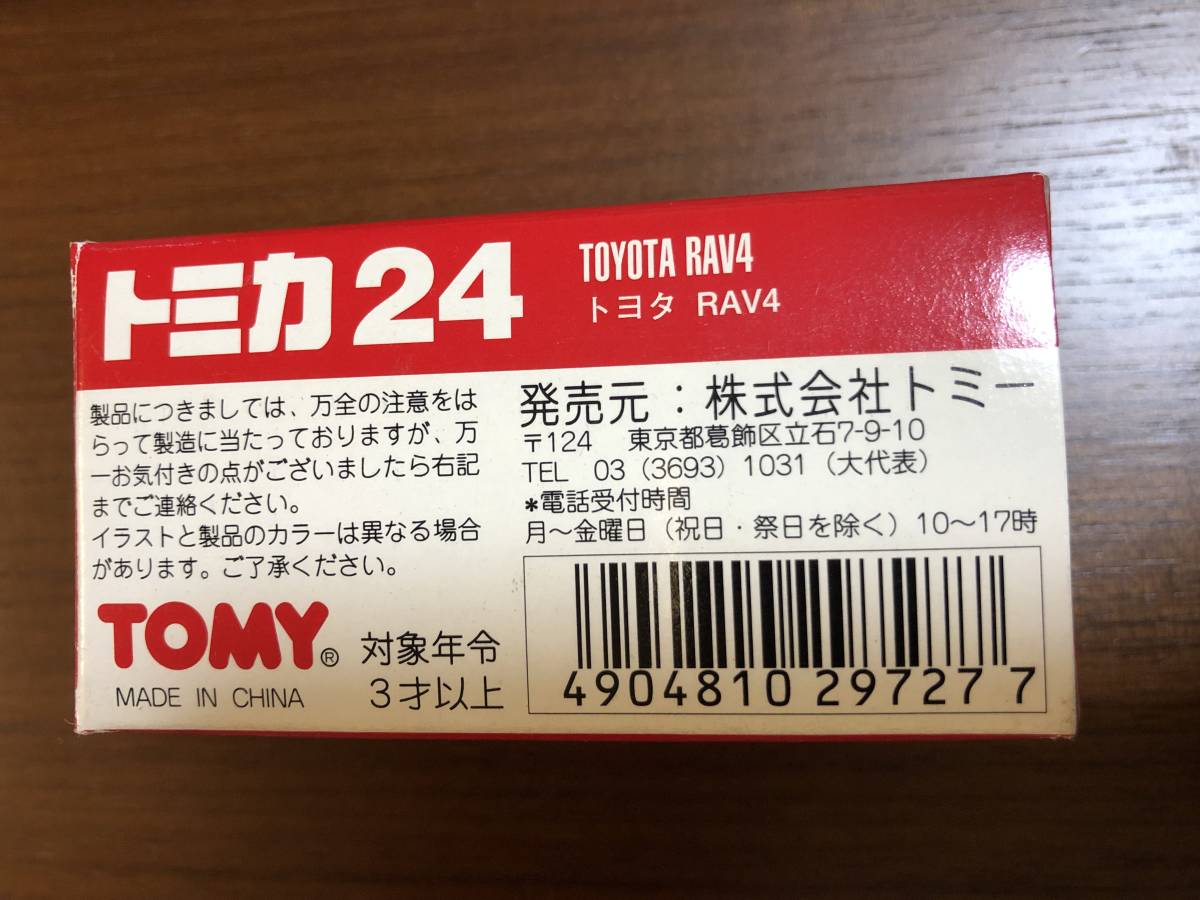 トミカ 24
TOYOTA RAV4
トヨタ RAV4
製品につきましては、万全の注意をは
らって製造に当たっておりますが、万
一お気付きの点がございましたら右記
までご連絡ください。
イラストと製品のカラーは異なる場合
があります。ご了承ください。
TOMY®
MADE IN CHINA
対象年令
3才以上
発売元：株式会社トミー
〒124 東京都葛飾区立石7-9-10
TEL 03 (3693) 1031 (大代表)
*電話受付時間
月〜金曜日 (祝日・祭日を除く) 10〜17時
4904810 29727 7